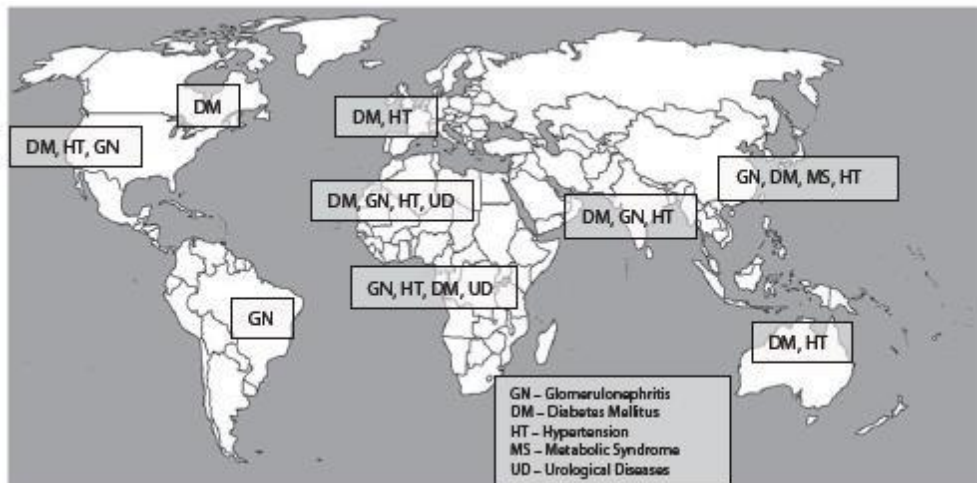 DM
DM, HT
DM, HT, GN
GN, DM, MS, HT
DM, GN, HT, UD
DM, GN, HT
GN, HT, DM, UD
GN
DM, HT
GN – Glomerulonephritis
DM – Diabetes Mellitus
HT – Hypertension
MS – Metabolic Syndrome
UD – Urological Diseases